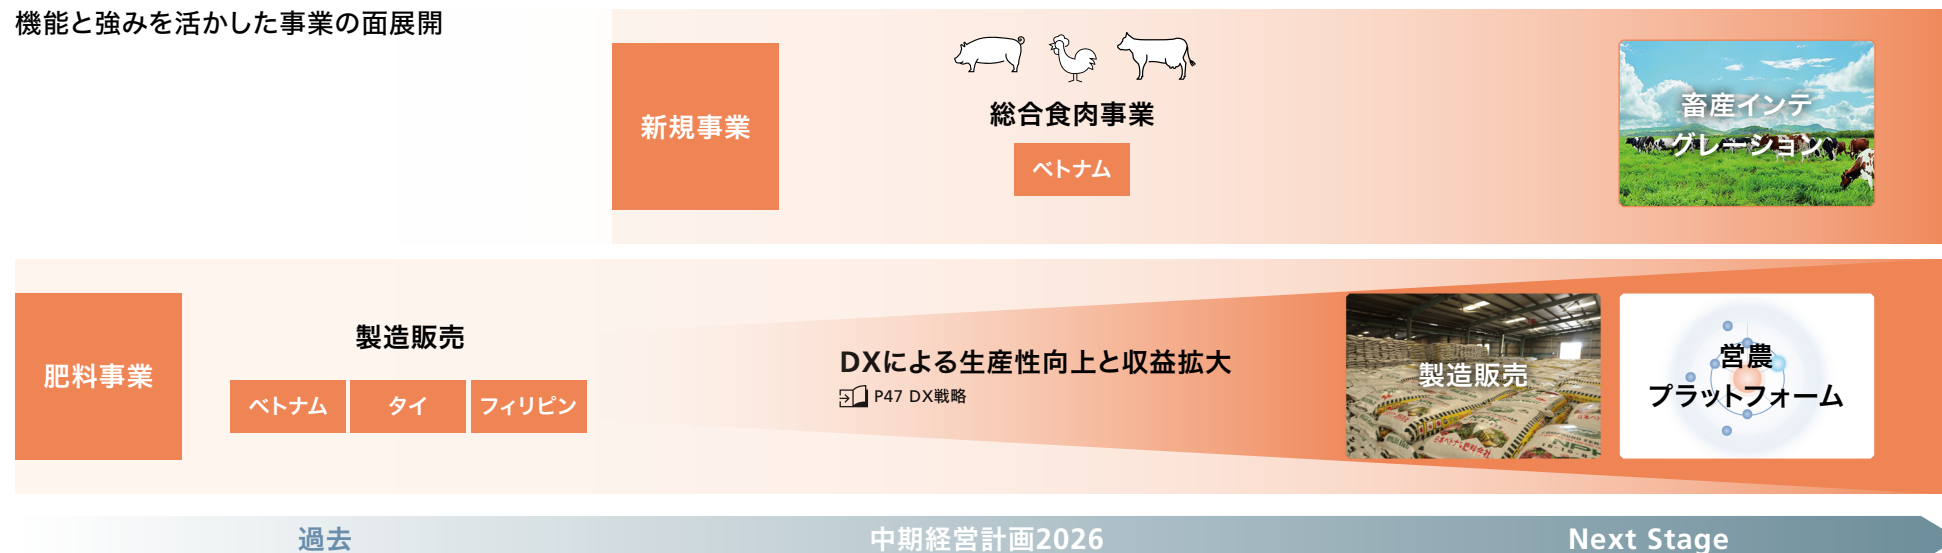 機能と強みを活かした事業の面展開
新規事業
総合食肉事業
ベトナム
畜産インテ
グレーション
肥料事業
製造販売
ベトナム
タイ
フィリピン
DXによる生産性向上と収益拡大
P47 DX戦略
製造販売
営農
プラットフォーム
過去
中期経営計画2026
Next Stage